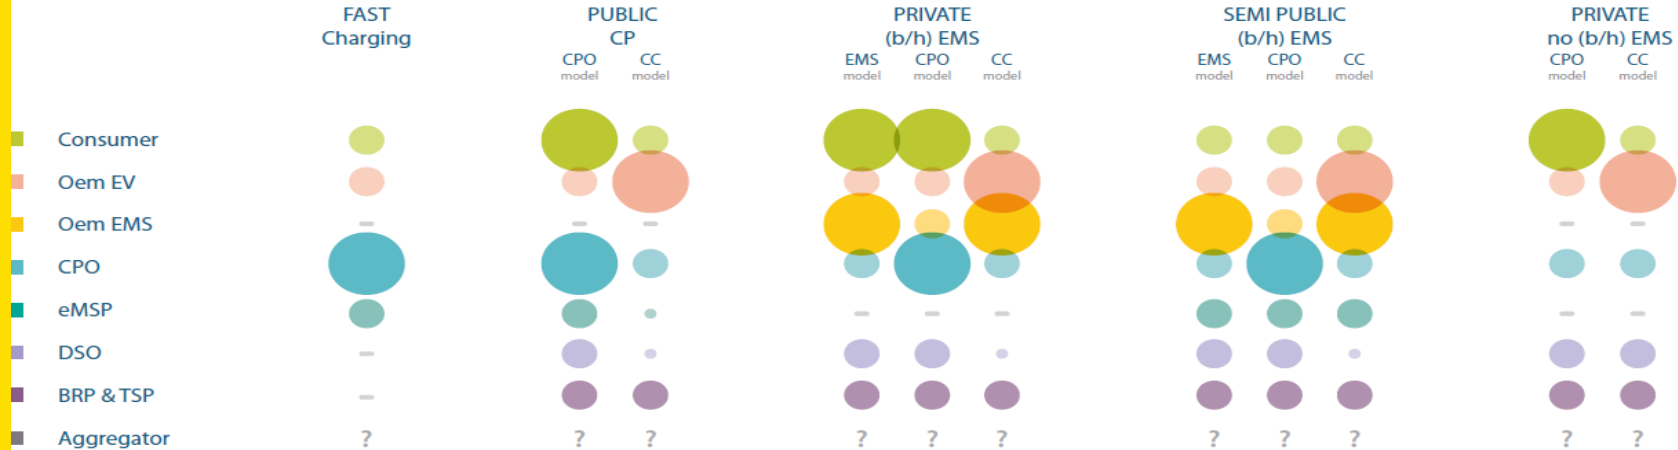 FAST PUBLIC PRIVATE SEMI PUBLIC PRIVATE
Charging CP (b/h) EMS (b/h) EMS no (b/h) EMS
CPO CC EMS CPO CC EMS CPO CC CPO CC
model model model model model model model model model model
Consumer
Oem EV
Oem EMS – – – – –
CPO
eMSP – – – – –
DSO –
BRP & TSP –
Aggregator ? ? ? ? ? ? ? ? ? ? ?